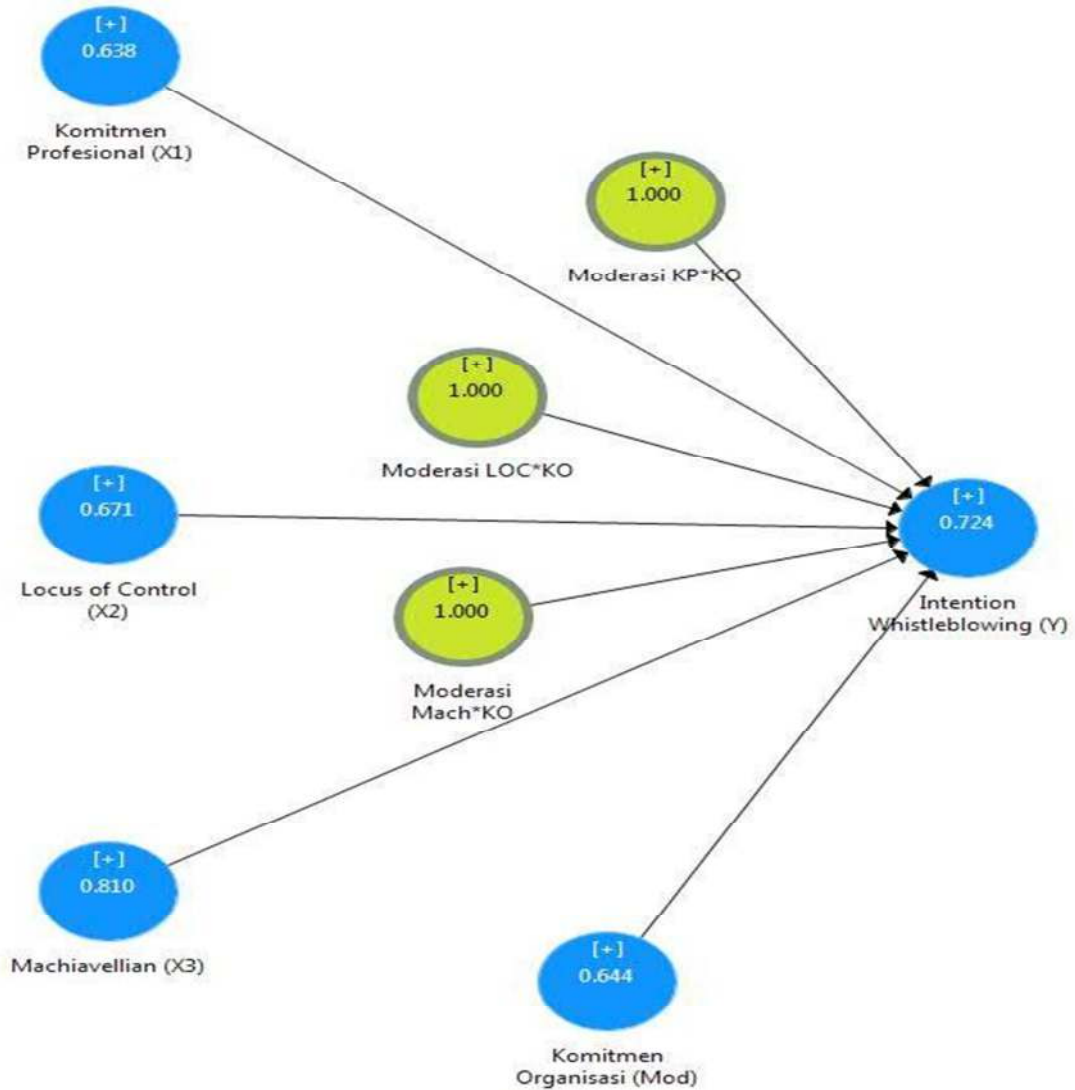 [+]
0.638
Komitmen
Profesional (X1)
[+]
1.000
Moderasi KP*KO
[+]
1.000
Moderasi LOC*KO
[+]
0.671
Locus of Control
(X2)
[+]
0.724
Intention
Whistleblowing (Y)
[+]
1.000
Moderasi
Mach*KO
[+]
0.810
Machiavellian (X3)
[+]
0.644
Komitmen
Organisasi (Mod)